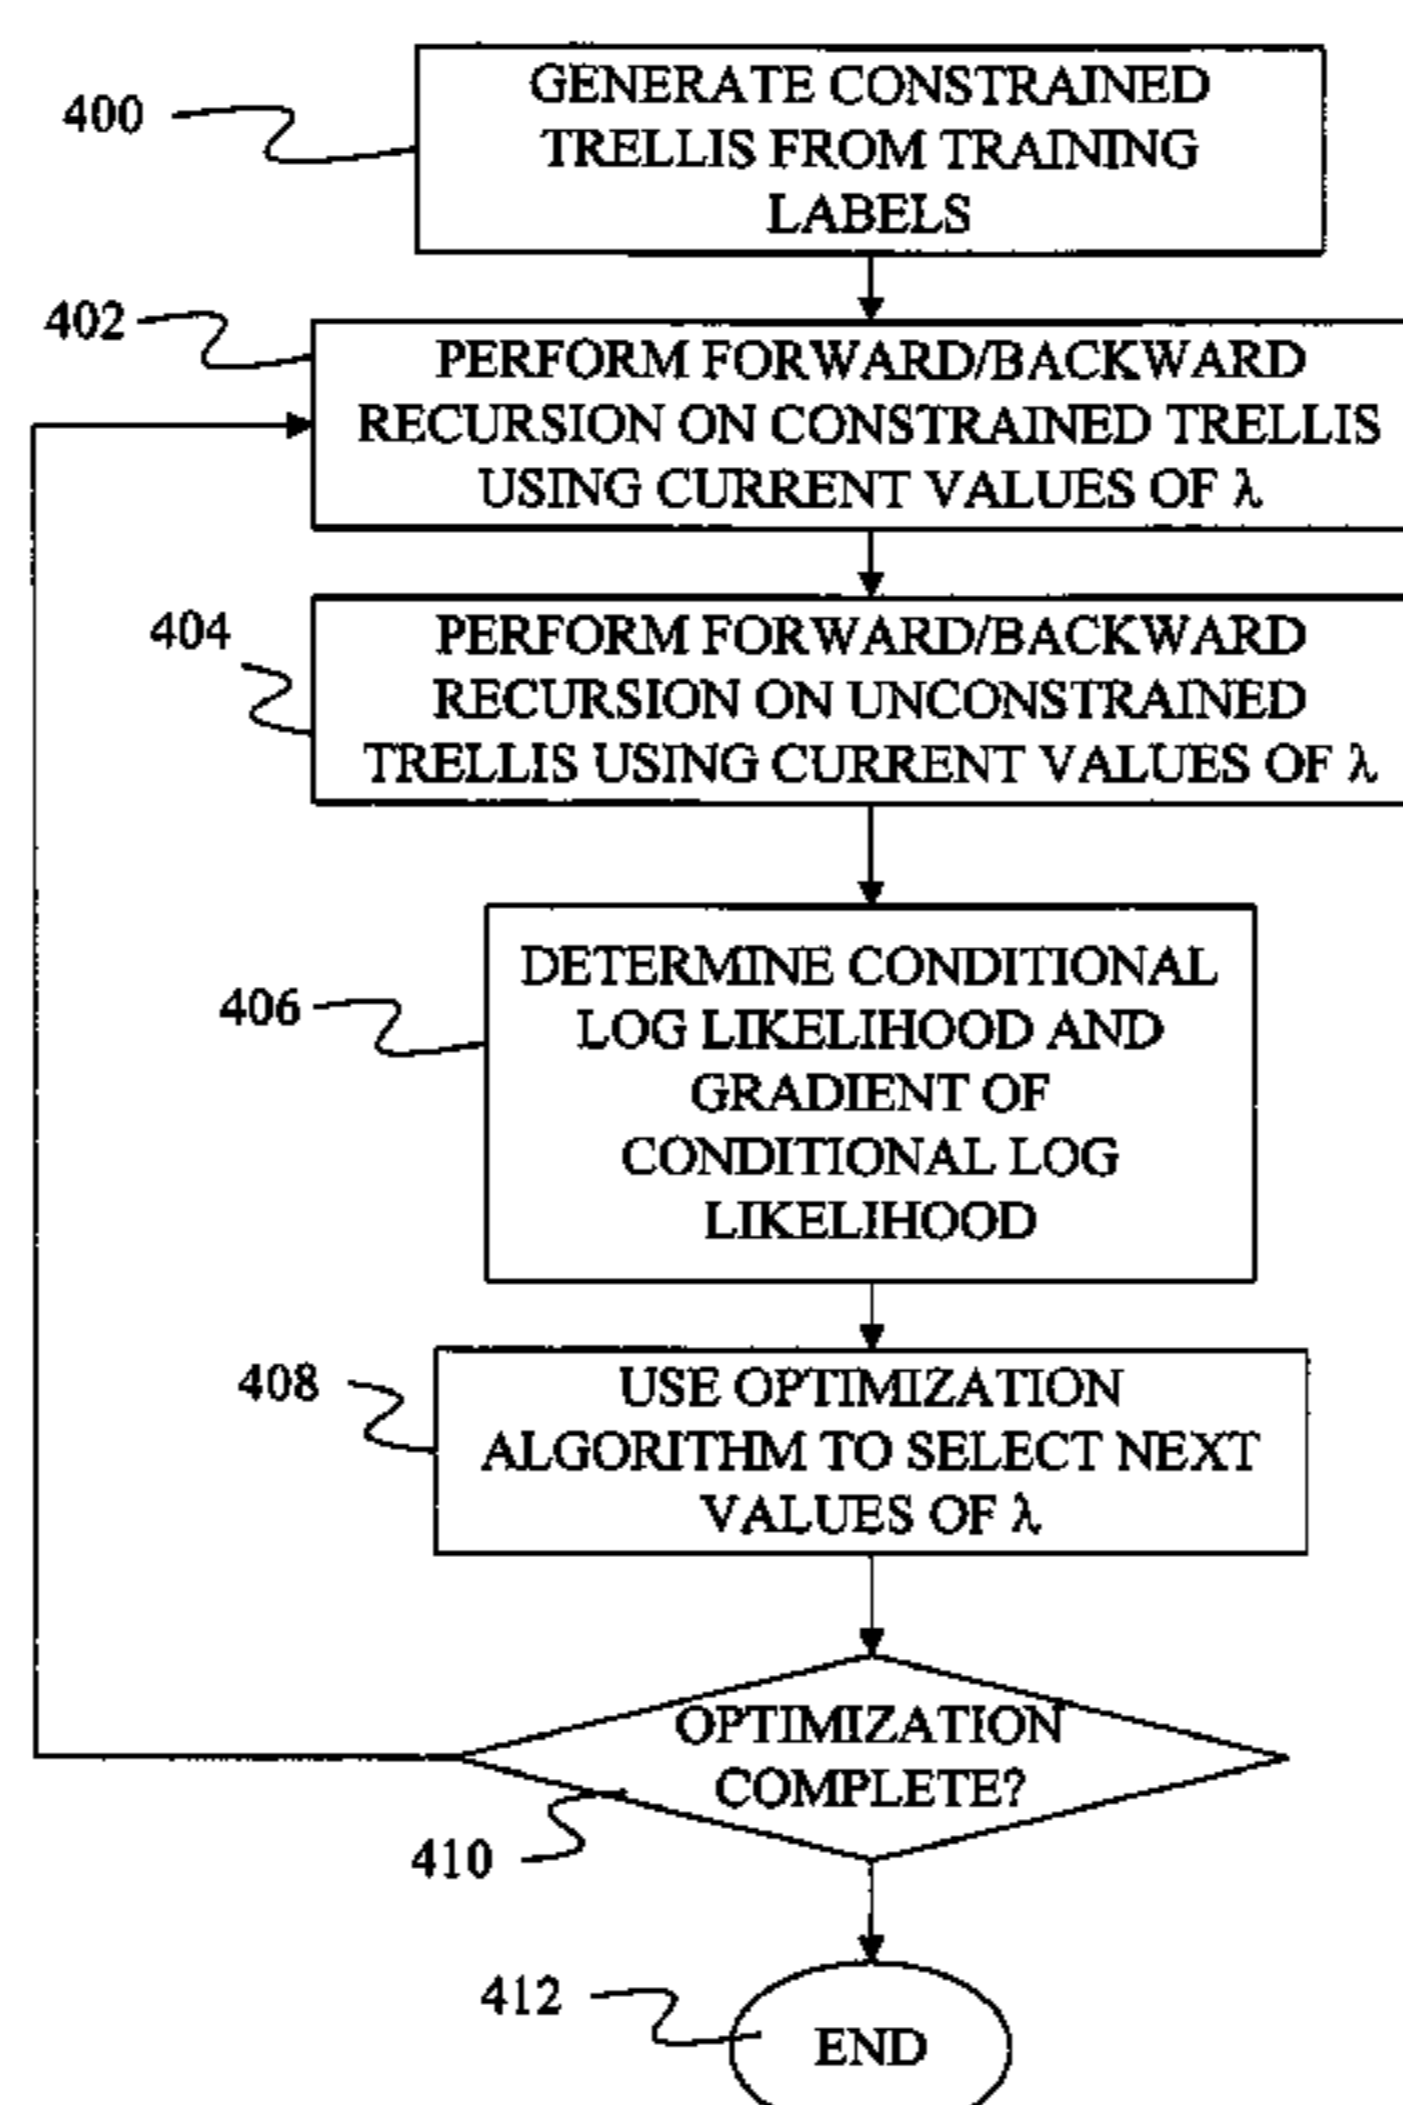 400
GENERATE CONSTRAINED
TRELLIS FROM TRAINING
LABELS
402
PERFORM FORWARD/BACKWARD
RECURSION ON CONSTRAINED TRELLIS
USING CURRENT VALUES OF λ
404
PERFORM FORWARD/BACKWARD
RECURSION ON UNCONSTRAINED
TRELLIS USING CURRENT VALUES OF λ
406
DETERMINE CONDITIONAL
LOG LIKELIHOOD AND
GRADIENT OF
CONDITIONAL LOG
LIKELIHOOD
408
USE OPTIMIZATION
ALGORITHM TO SELECT NEXT
VALUES OF λ
OPTIMIZATION
COMPLETE?
410
412
END